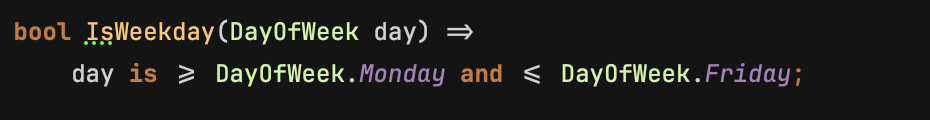 bool IsWeekday(DayOfWeek day) =>
    day is >= DayOfWeek.Monday and <= DayOfWeek.Friday;